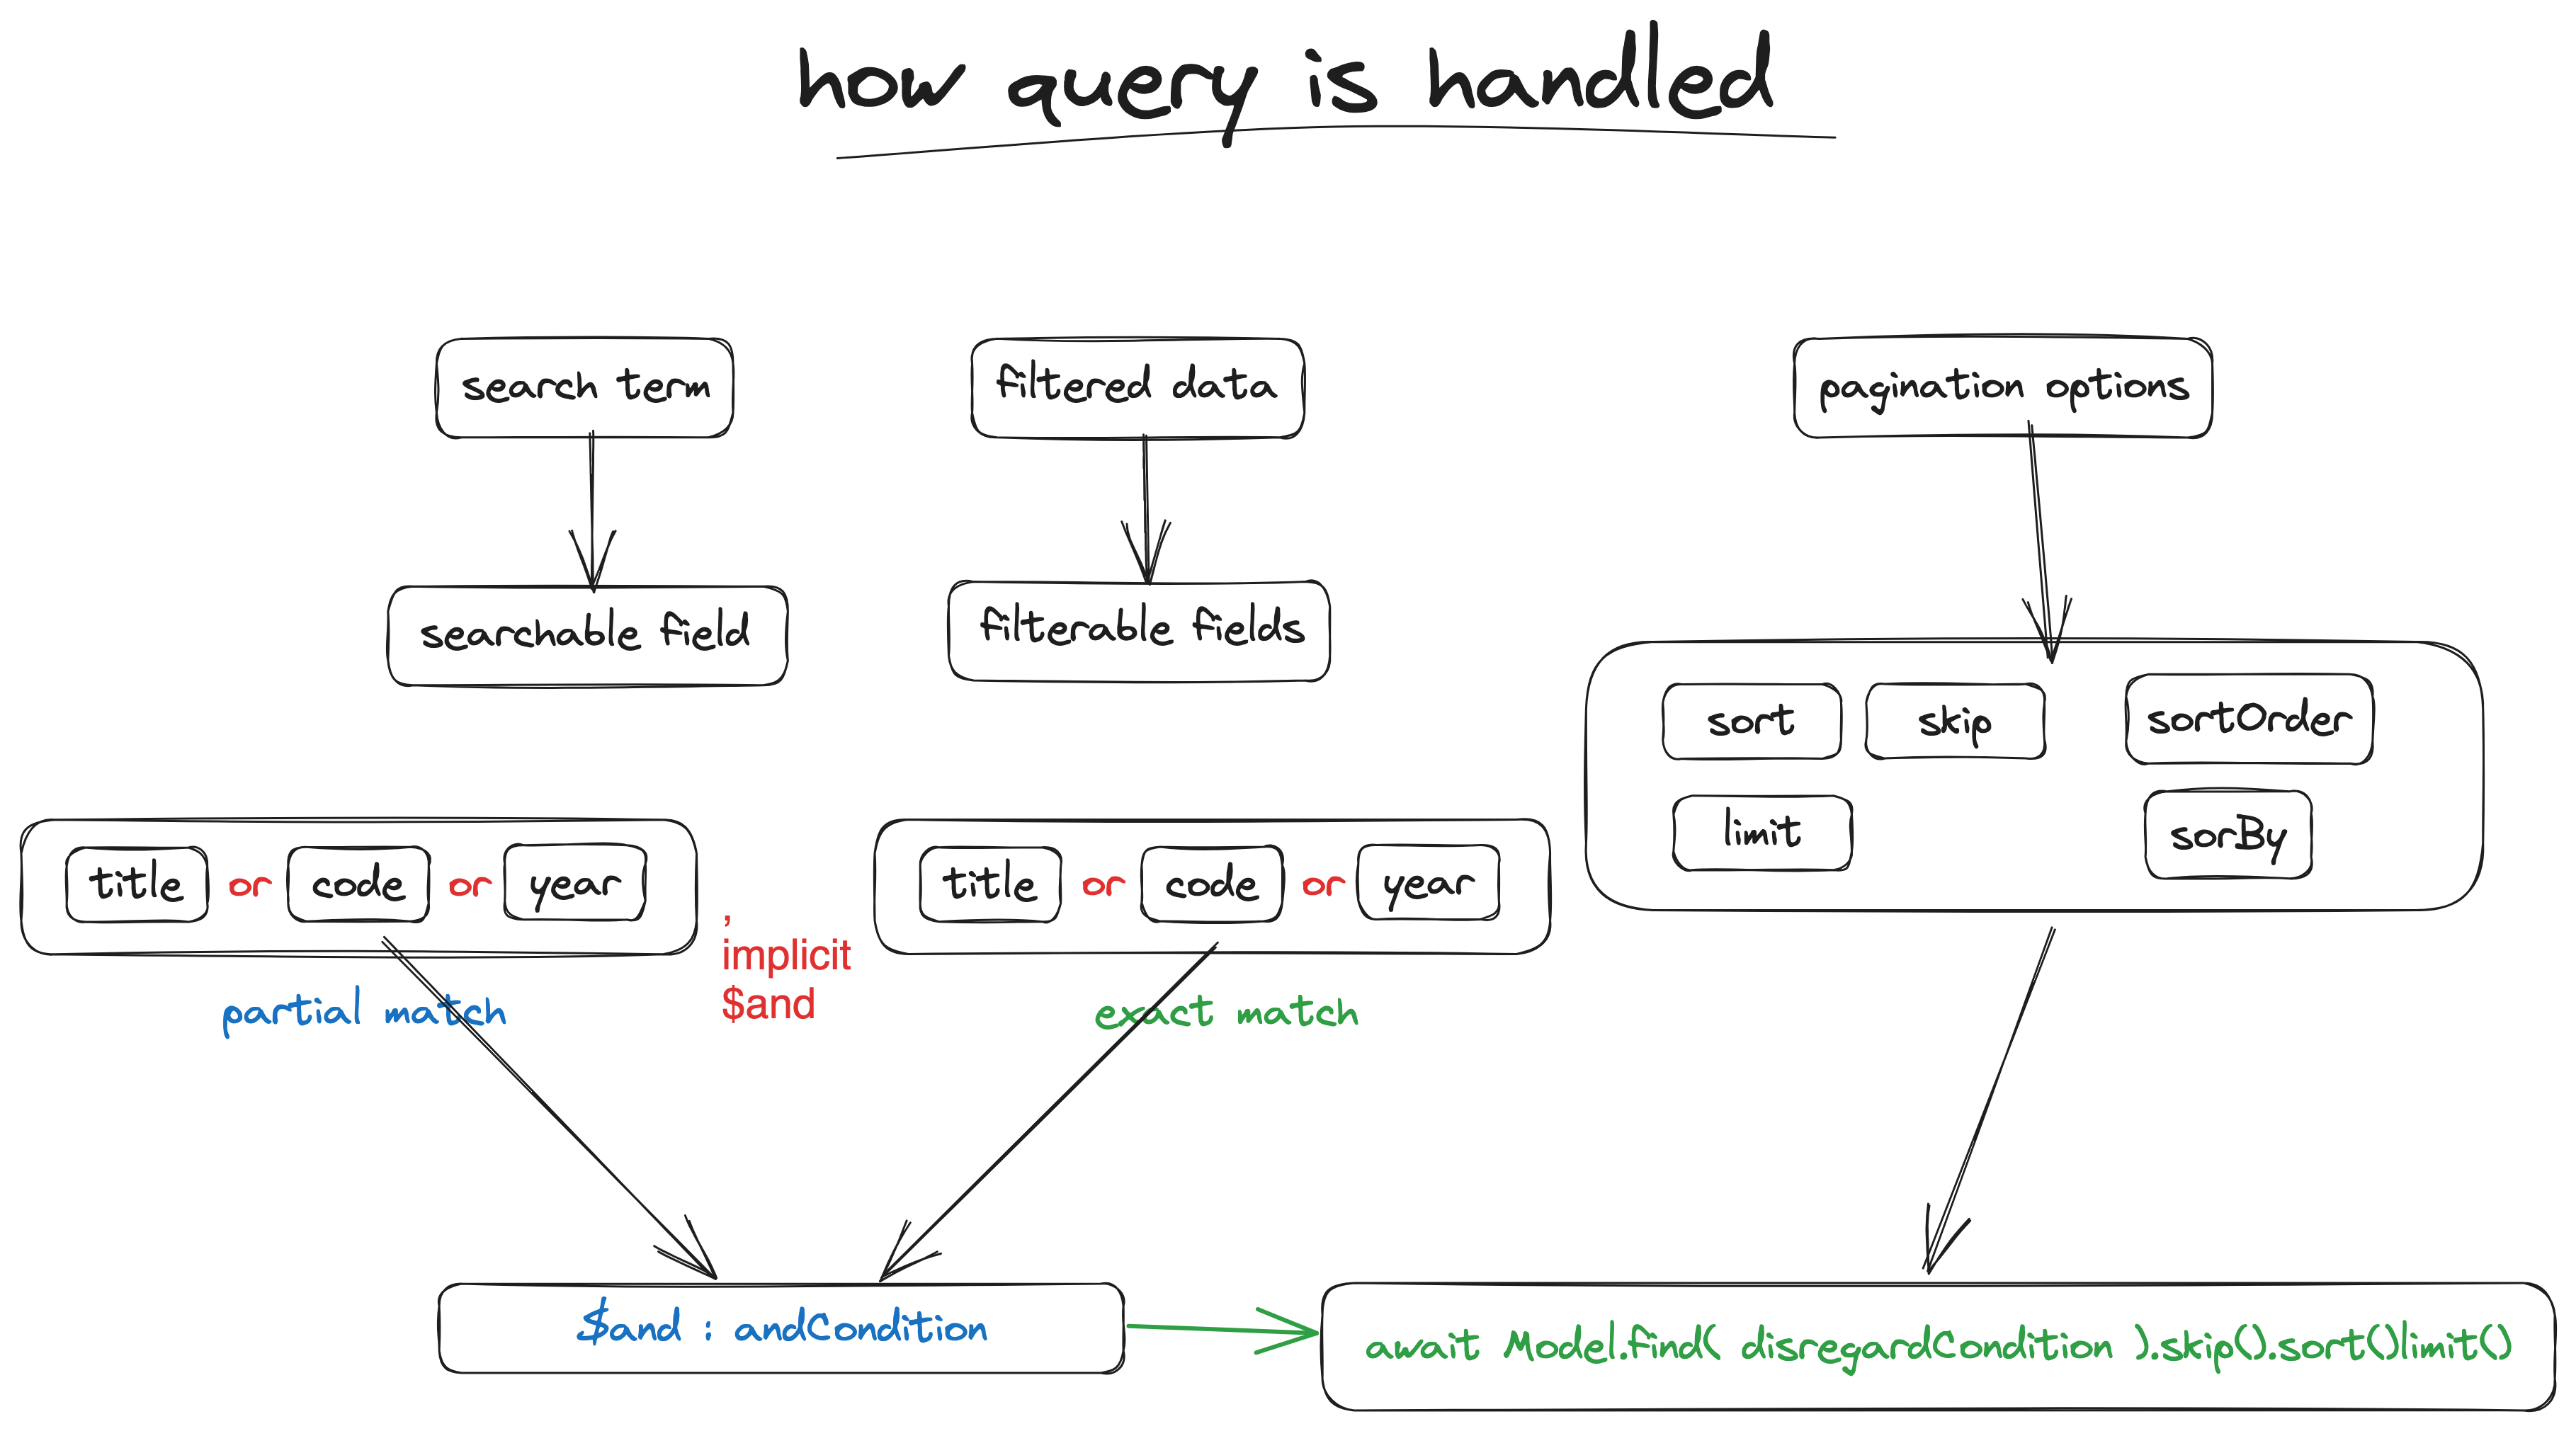 how query is handled
search term
filtered data
pagination options
searchable field
filterable fields
sort
skip
sortOrder
limit
sorBy
title or code or year
,
implicit
$and
title or code or year
partial match
exact match
$and : andCondition
await Model.find( disregardCondition ).skip().sort()limit()